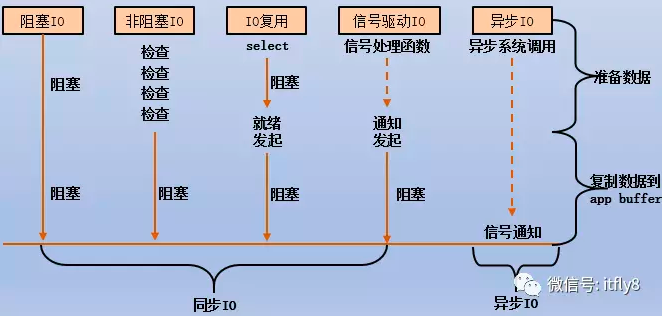 阻塞IO
非阻塞IO
IO复用
信号驱动IO
异步IO
检查
检查
检查
检查
select
信号处理函数
异步系统调用
阻塞
阻塞
准备数据
就绪
发起
通知
发起
阻塞
阻塞
阻塞
阻塞
复制数据到
app buffer
信号通知
同步IO
异步IO
微信号: itfly8